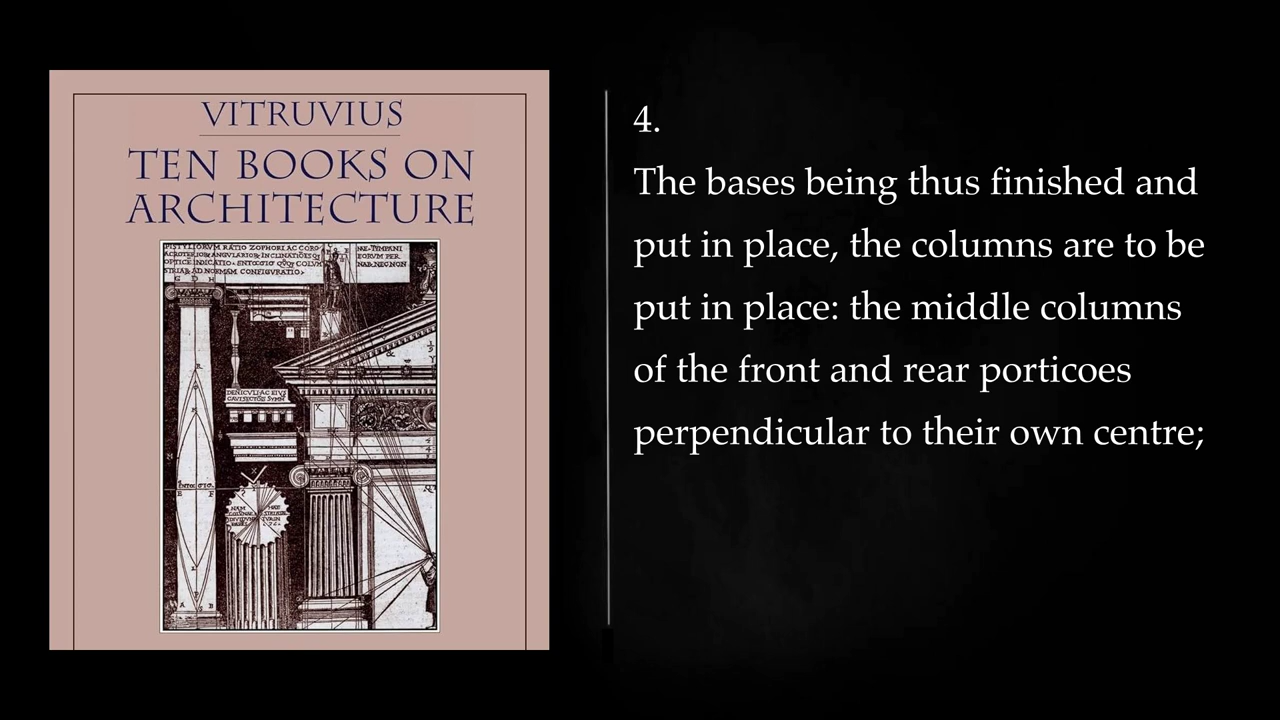 VITRUVIUS
TEN BOOKS ON
ARCHITECTURE
4.
The bases being thus finished and
put in place, the columns are to be
put in place: the middle columns
of the front and rear porticoes
perpendicular to their own centre;